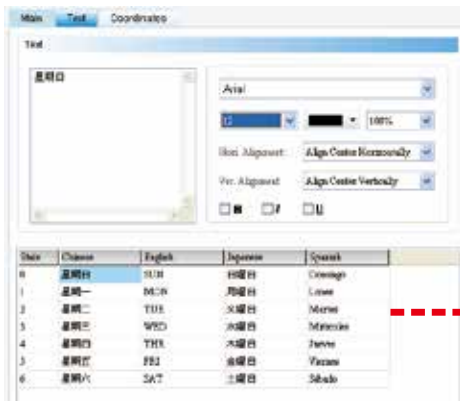 Main Text Coordinates
Text
星期日
Arial
12 100%
Hori. Alignment: Align Center Horizontally
Ver. Alignment: Align Center Vertically
B I U
State Chinese English Japanese Spanish
0 星期日 SUN 日曜日 Domingo
1 星期一 MON 月曜日 Lunes
2 星期二 TUE 火曜日 Martes
3 星期三 WED 水曜日 Miercoles
4 星期四 THR 木曜日 Jueves
5 星期五 FRI 金曜日 Viernes
6 星期六 SAT 土曜日 Sábado